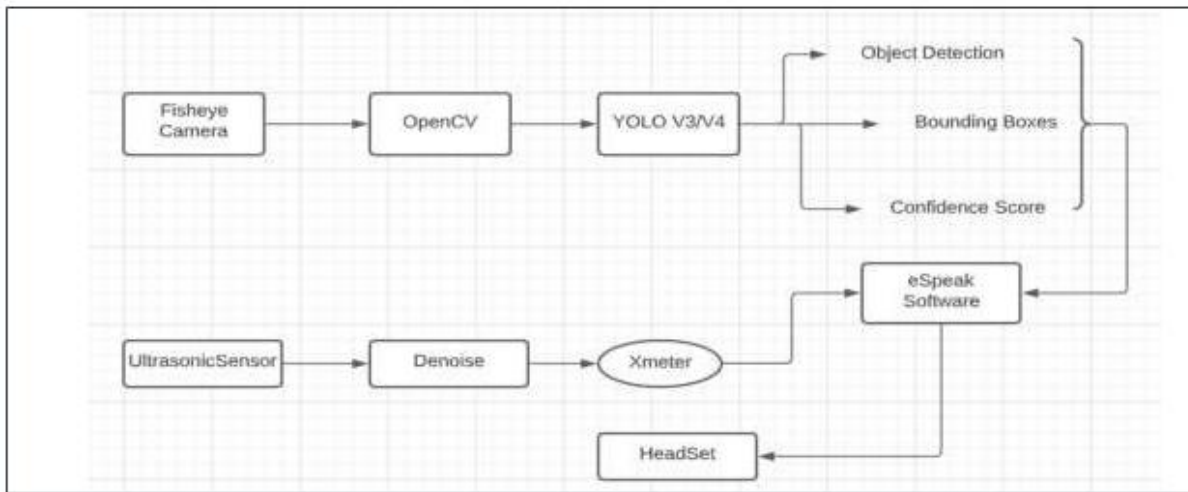 Object Detection
Fisheye
Camera
OpenCV
YOLO V3/V4
Bounding Boxes
Confidence Score
eSpeak
Software
UltrasonicSensor
Denoise
Xmeter
HeadSet